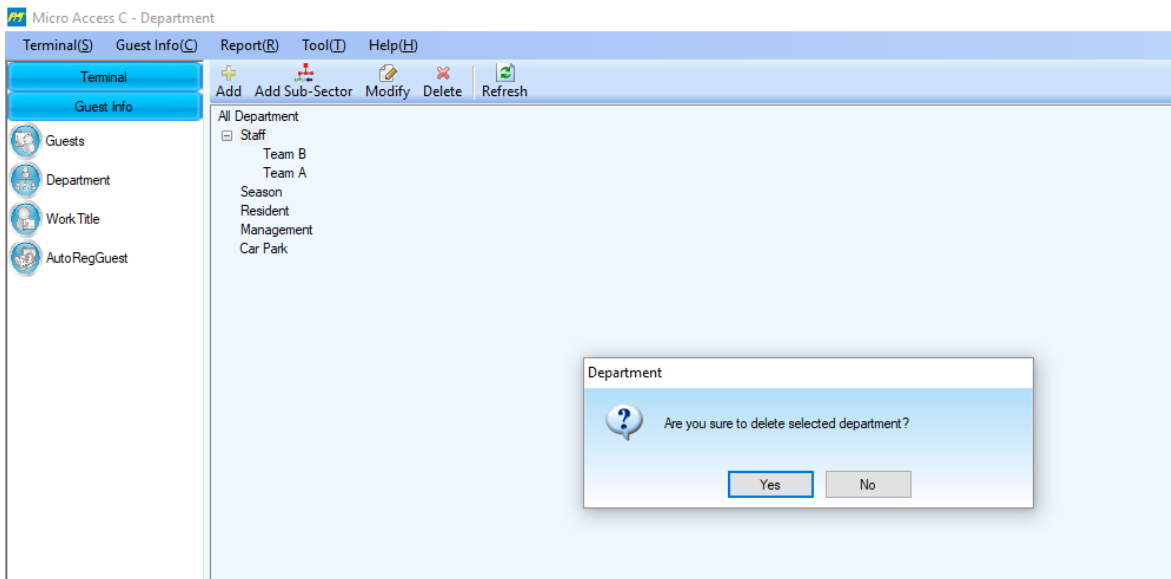 Micro Access C - Department
Terminal(S) Guest Info(C) Report(R) Tool(T) Help(H)
Terminal
Guest Info
Guests
Department
Work Title
AutoRegGuest
Add Add Sub-Sector Modify Delete Refresh
All Department
Staff
Team B
Team A
Season
Resident
Management
Car Park
Department
Are you sure to delete selected department?
Yes No